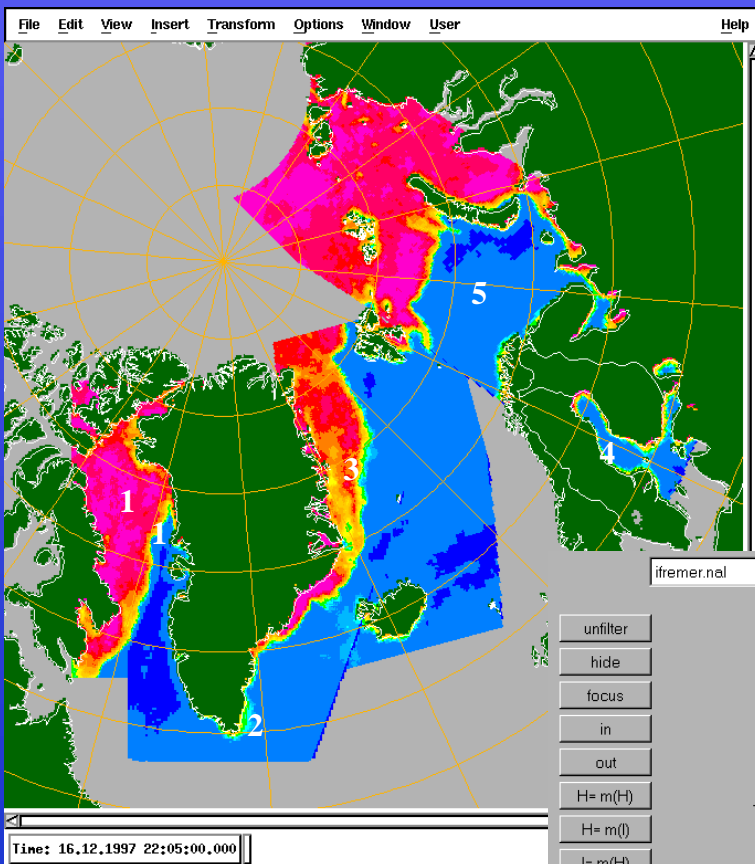 File Edit View Insert Transform Options Window User Help
5
4
3
1
1
2
ifremer.nal
unfilter
hide
focus
in
out
H= m(H)
H= m(I)
I= m(H)
Time: 16.12.1997 22:05:00.000